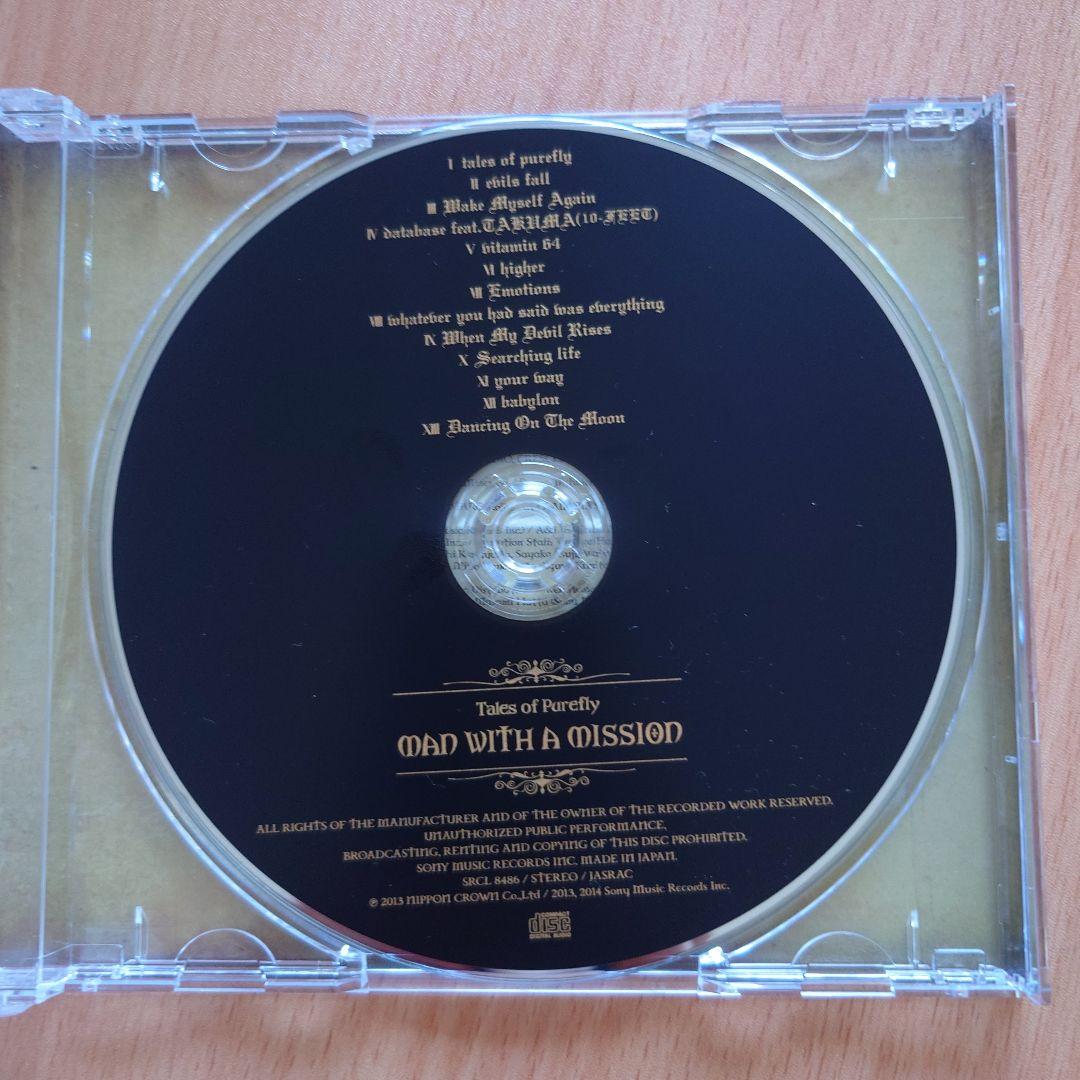 Ⅰ tales of purefly
Ⅱ evils fall
Ⅲ Wake Myself Again
Ⅳ database feat.TAKUMA(10-FEET)
Ⅴ vitamin 64
Ⅵ higher
Ⅶ Emotions
Ⅷ whatever you had said was everything
Ⅸ When My Devil Rises
Ⅹ Searching life
Ⅺ your way
Ⅻ babylon
XIII Dancing On The Moon
Tales of Purefly
MAN WITH A MISSION
ALL RIGHTS OF THE MANUFACTURER AND OF THE OWNER OF THE RECORDED WORK RESERVED.
UNAUTHORIZED PUBLIC PERFORMANCE,
BROADCASTING, RENTING AND COPYING OF THIS DISC PROHIBITED.
SONY MUSIC RECORDS INC. MADE IN JAPAN.
SRCL 8486 / STEREO / JASRAC
℗ 2013 NIPPON CROWN Co.,Ltd / 2013, 2014 Sony Music Records Inc.
COMPACT
disc
DIGITAL AUDIO